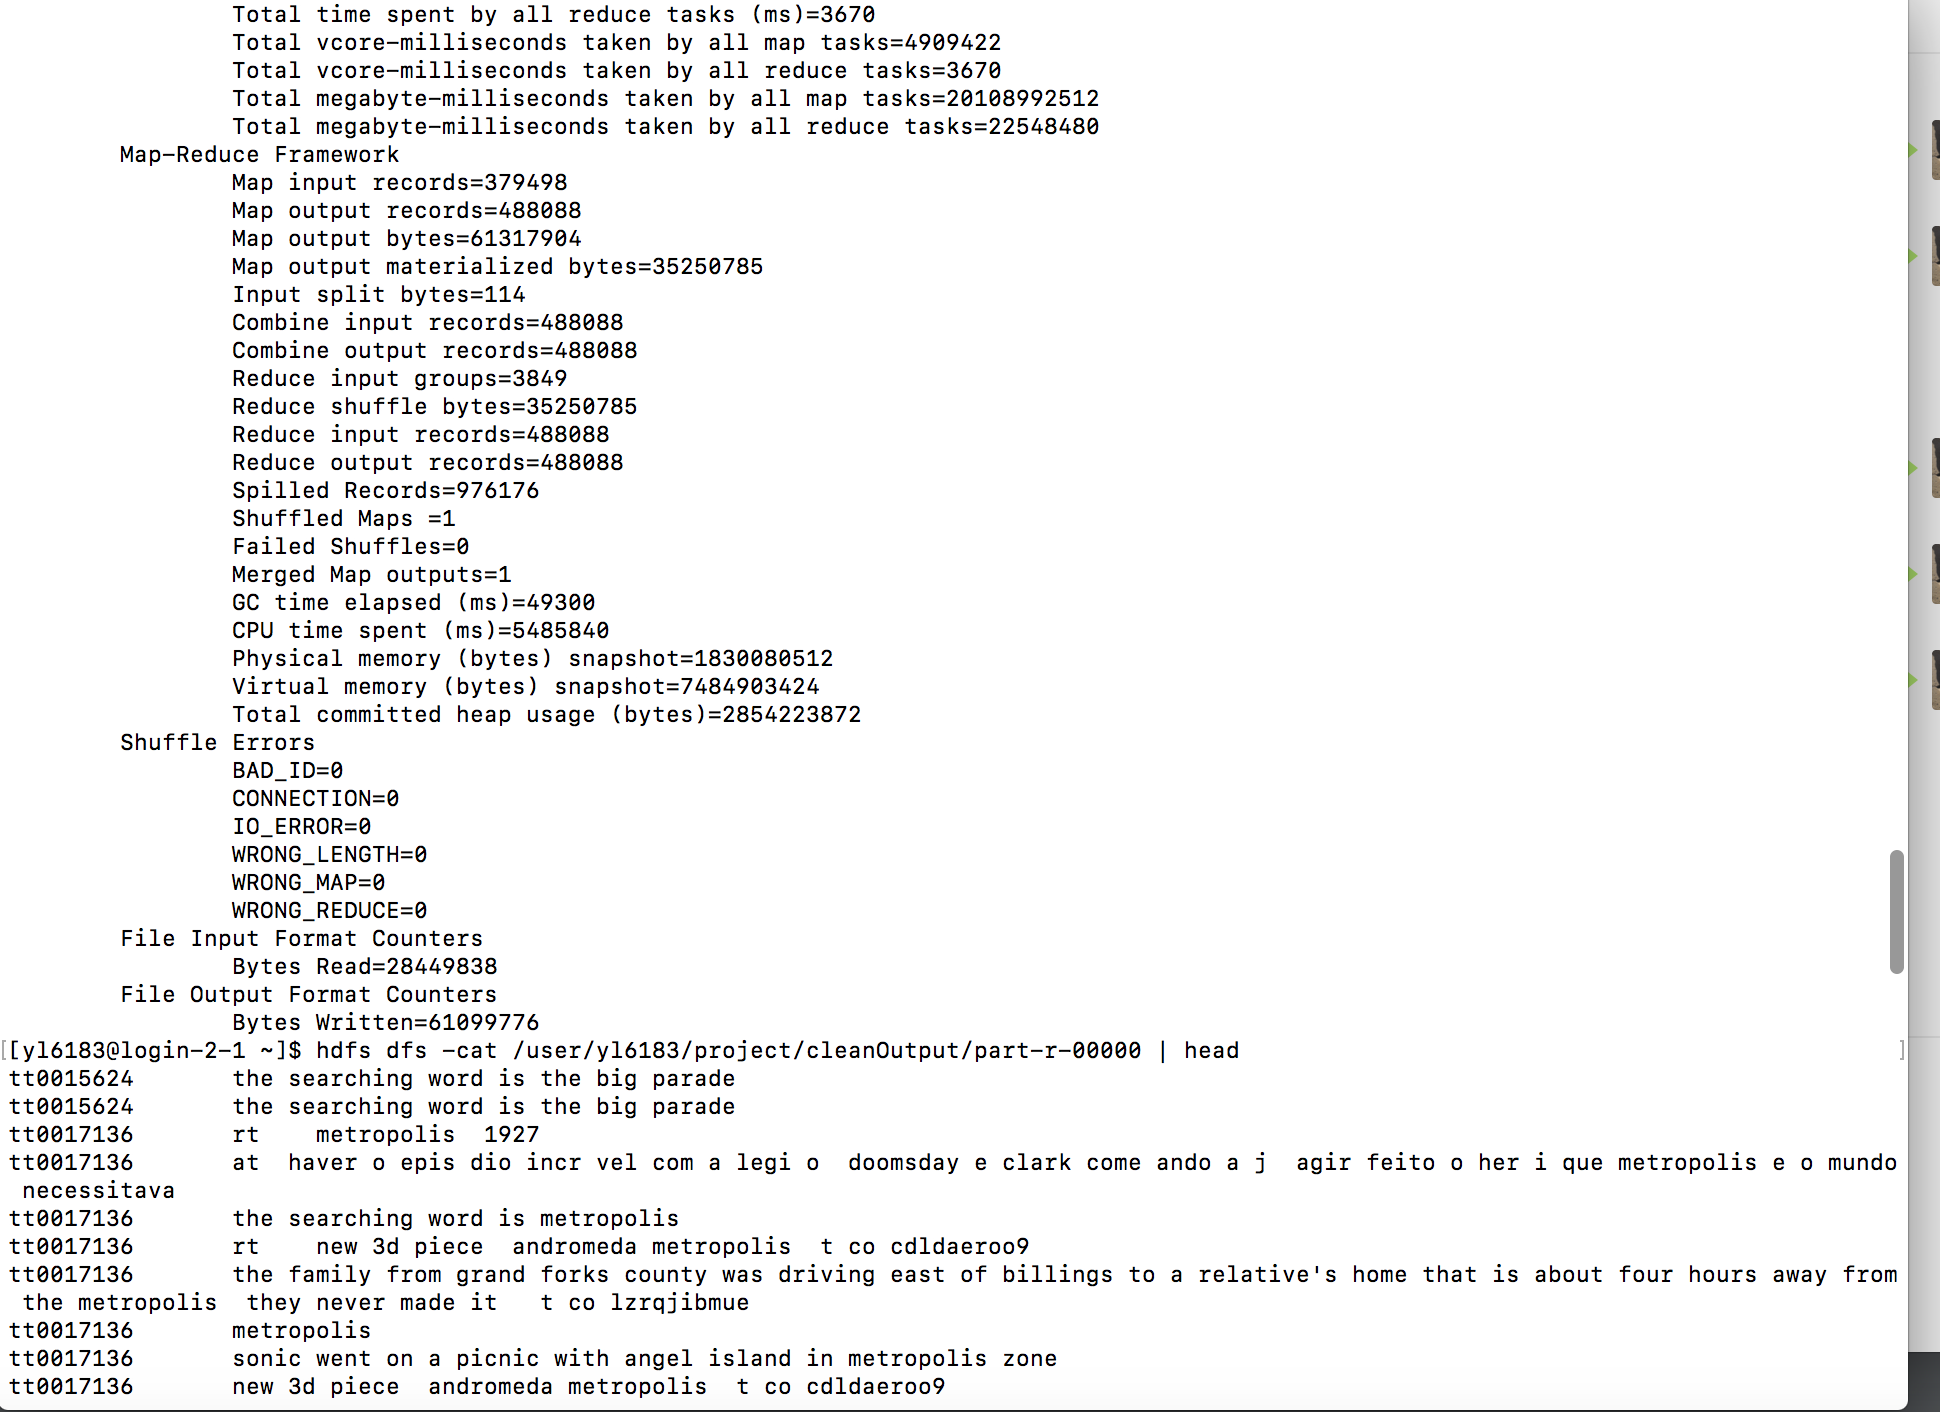 Total time spent by all reduce tasks (ms)=3670
Total vcore-milliseconds taken by all map tasks=4909422
Total vcore-milliseconds taken by all reduce tasks=3670
Total megabyte-milliseconds taken by all map tasks=20108992512
Total megabyte-milliseconds taken by all reduce tasks=22548480
Map-Reduce Framework
Map input records=379498
Map output records=488088
Map output bytes=61317904
Map output materialized bytes=35250785
Input split bytes=114
Combine input records=488088
Combine output records=488088
Reduce input groups=3849
Reduce shuffle bytes=35250785
Reduce input records=488088
Reduce output records=488088
Spilled Records=976176
Shuffled Maps =1
Failed Shuffles=0
Merged Map outputs=1
GC time elapsed (ms)=49300
CPU time spent (ms)=5485840
Physical memory (bytes) snapshot=1830080512
Virtual memory (bytes) snapshot=7484903424
Total committed heap usage (bytes)=2854223872
Shuffle Errors
BAD_ID=0
CONNECTION=0
IO_ERROR=0
WRONG_LENGTH=0
WRONG_MAP=0
WRONG_REDUCE=0
File Input Format Counters
Bytes Read=28449838
File Output Format Counters
Bytes Written=61099776
[[yl6183@login-2-1 ~]$ hdfs dfs -cat /user/yl6183/project/cleanOutput/part-r-00000 | head ]
tt0015624 the searching word is the big parade
tt0015624 the searching word is the big parade
tt0017136 rt metropolis 1927
tt0017136 at haver o epis dio incr vel com a legi o doomsday e clark come ando a j agir feito o her i que metropolis e o mundo
necessitava
tt0017136 the searching word is metropolis
tt0017136 rt new 3d piece andromeda metropolis t co cdldaeroo9
tt0017136 the family from grand forks county was driving east of billings to a relative's home that is about four hours away from
the metropolis they never made it t co lzrqjibmue
tt0017136 metropolis
tt0017136 sonic went on a picnic with angel island in metropolis zone
tt0017136 new 3d piece andromeda metropolis t co cdldaeroo9